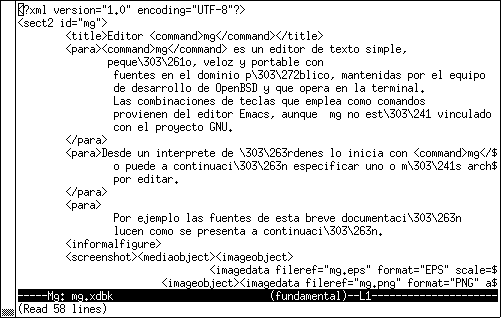 <?xml version="1.0" encoding="UTF-8"?>
<sect2 id="mg">
<title>Editor <command>mg</command></title>
<para><command>mg</command> es un editor de texto simple,
peque\303\261o, veloz y portable con
fuentes en el dominio p\303\272blico, mantenidas por el equipo
de desarrollo de OpenBSD y que opera en la terminal.
Las combinaciones de teclas que emplea como comandos
provienen del editor Emacs, aunque  mg no est\303\241 vinculado
con el proyecto GNU.
</para>
<para>Desde un interprete de \303\263rdenes lo inicia con <command>mg</$
o puede a continuaci\303\263n especificar uno o m\303\241s arch$
por editar.
</para>
<para>
Por ejemplo las fuentes de esta breve documentaci\303\263n
lucen como se presenta a continuaci\303\263n.
<informalfigure>
<screenshot><mediaobject><imageobject>
<imagedata fileref="mg.eps" format="EPS" scale=$
<imageobject><imagedata fileref="mg.png" format="PNG" a$
-----Mg: mg.xdbk                    (fundamental)--L1---------------------
(Read 58 lines)